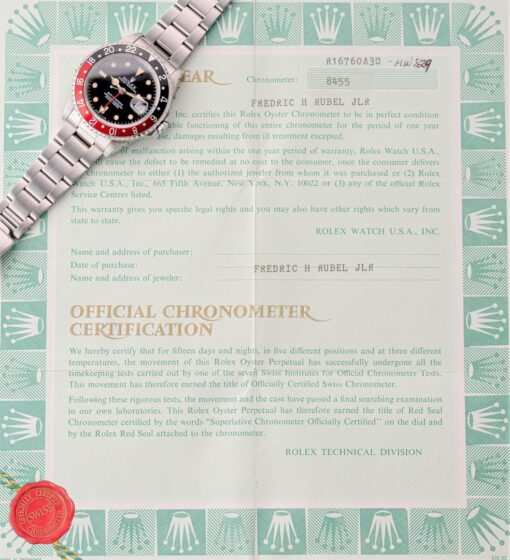 R16760A30 -
EAR Chronometer: 8455
FREDRIC H RUBEL JLR
Inc. certifies this Rolex Oyster Chronometer to be in perfect condition
able functioning of this entire chronometer for the period of one year
se, damages resulting from ill treatment excepted.
of malfunction arising within the one year period of warranty, Rolex Watch U.S.A.,
ll cause the defect to be remedied at no cost to the consumer, once the consumer delivers
chronometer to either (1) the authorized jeweler from whom it was purchased or (2) Rolex
Watch U.S.A., Inc., 665 Fifth Avenue, New York, N.Y. 10022 or (3) any of the official Rolex
Service Centres listed.
This warranty gives you specific legal rights and you may also have other rights which vary from
state to state.
ROLEX WATCH U.S.A., INC.
Name and address of purchaser:
Date of purchase:
FREDRIC H RUBEL JLR
Name and address of jeweler:
OFFICIAL CHRONOMETER
CERTIFICATION
We hereby certify that for fifteen days and nights, in five different positions and at three different
temperatures, the movement of this Rolex Oyster Perpetual has successfully undergone all the
timekeeping tests carried out by one of the seven Swiss Institutes for Official Chronometer Tests.
This movement has therefore earned the title of Officially Certified Swiss Chronometer.
Following these rigorous tests, the movement and the case have passed a final searching examination
in our own laboratories. This Rolex Oyster Perpetual has therefore earned the title of Red Seal
Chronometer certified by the words "Superlative Chronometer Officially Certified" on the dial and
by the Rolex Red Seal attached to the chronometer.
ROLEX TECHNICAL DIVISION
OFFICIALLY CERTIFIED
SWISS
CHRONOMETER